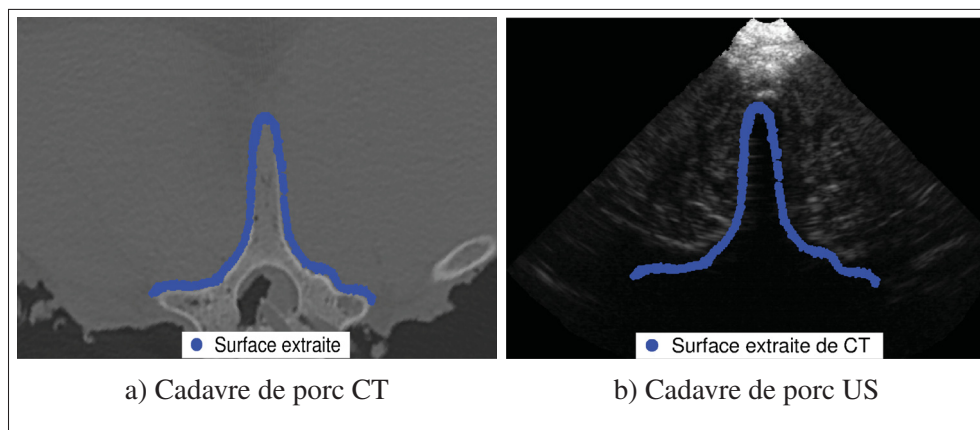 Surface extraite
Surface extraite de CT
a) Cadavre de porc CT
b) Cadavre de porc US